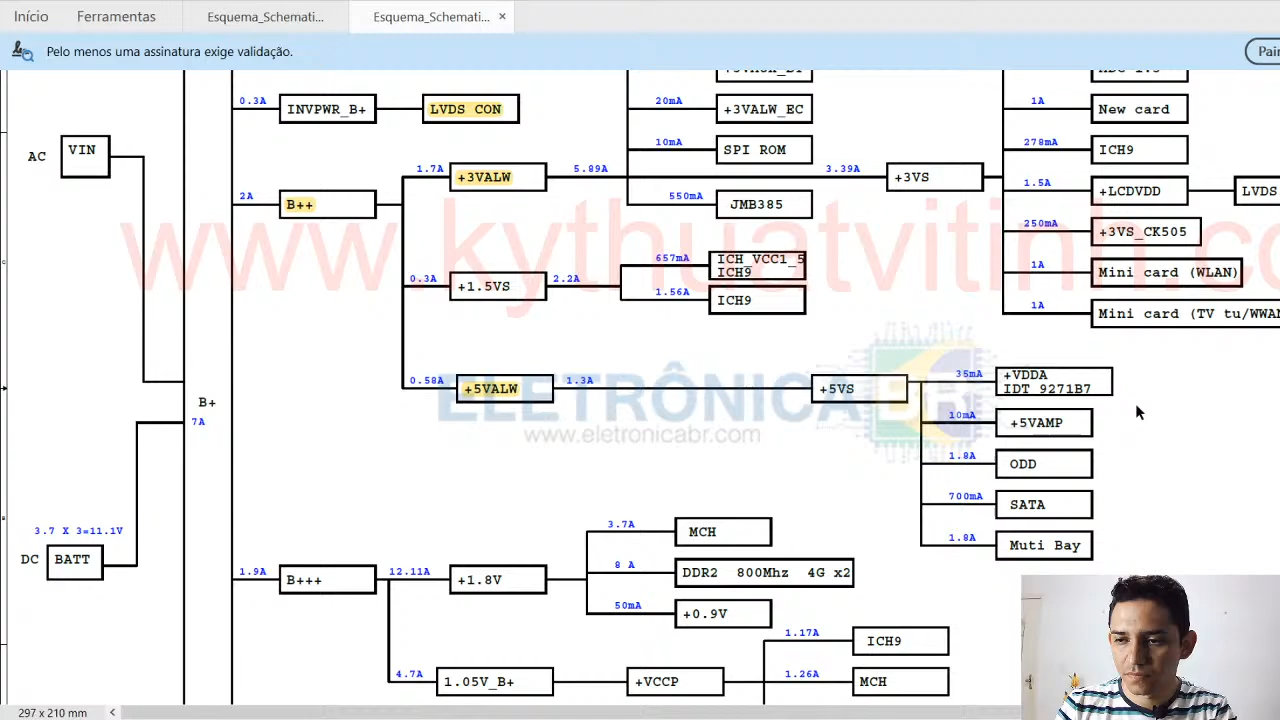 Início
Ferramentas
Esquema_Schemati...
Esquema_Schemati... ×
Pelo menos uma assinatura exige validação.
0.3A
INVPWR_B+
LVDS CON
20mA
+3VALW_EC
1A
New card
AC
VIN
10mA
SPI ROM
278mA
ICH9
1.7A
+3VALW
5.89A
3.39A
+3VS
1.5A
+LCDVDD
LVDS
2A
B++
550mA
JMB385
250mA
+3VS_CK505
www.kythuatvitinh.co
657mA
ICH_VCC1_5
ICH9
1A
Mini card (WLAN)
0.3A
+1.5VS
2.2A
1.56A
ICH9
1A
Mini card (TV tu/WWAN
0.58A
+5VALW
1.3A
+5VS
35mA
+VDDA
IDT 9271B7
ELETRÔNICA
BR
www.eletronicabr.com
B+
7A
10mA
+5VAMP
1.8A
ODD
700mA
SATA
3.7 X 3=11.1V
DC
BATT
3.7A
MCH
1.8A
Muti Bay
1.9A
B+++
12.11A
+1.8V
8 A
DDR2 800Mhz 4G x2
50mA
+0.9V
1.17A
ICH9
4.7A
1.05V_B+
+VCCP
1.26A
MCH
297 x 210 mm